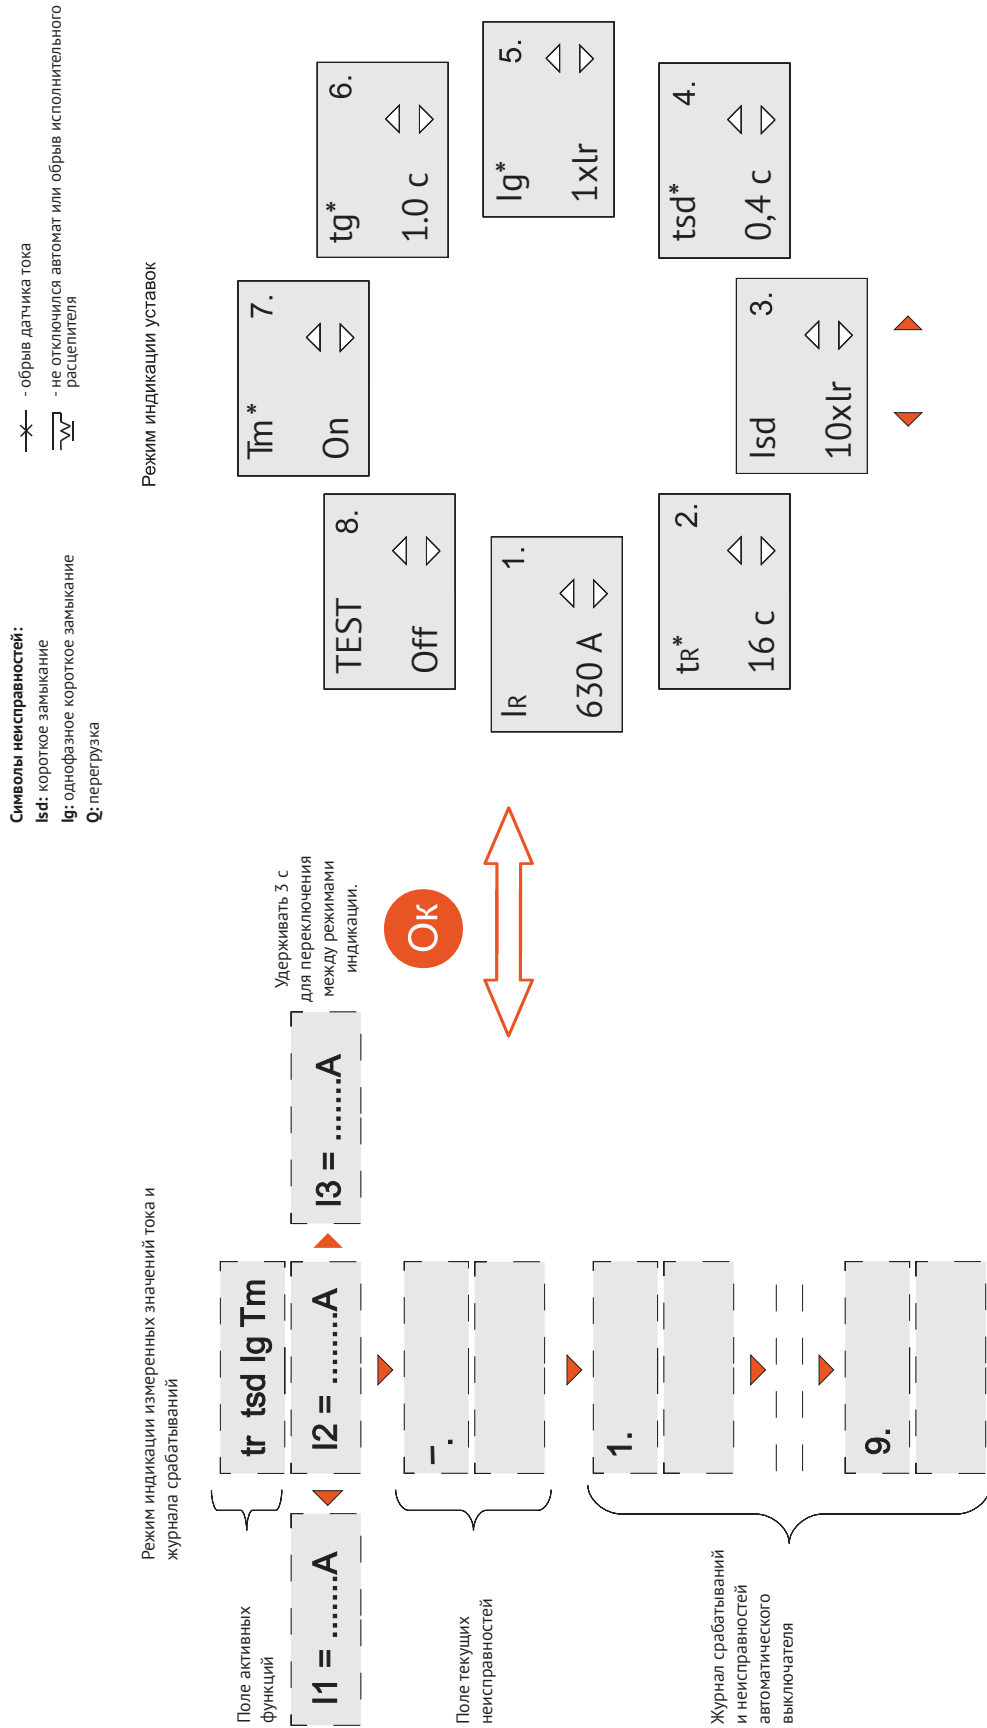 Символы неисправностей:
Isd: короткое замыкание
Ig: однофазное короткое замыкание
Q: перегрузка
- обрыв датчика тока
- не отключился автомат или обрыв исполнительного
расцепителя
Режим индикации измеренных значений тока и
журнала срабатываний
Поле активных
функций
tr tsd Ig Tm
I1 = .......A
I2 = ........A
I3 = .......A
Поле текущих
неисправностей
–.
Журнал срабатываний
и неисправностей
автоматического
выключателя
1.
9.
Удерживать 3 с
для переключения
между режимами
индикации.
Ок
Режим индикации уставок
TEST 8.
Off
Tm* 7.
On
tg* 6.
1.0 с
Ig* 5.
1xIr
tsd* 4.
0,4 с
Isd 3.
10xIr
tR* 2.
16 с
IR 1.
630 А